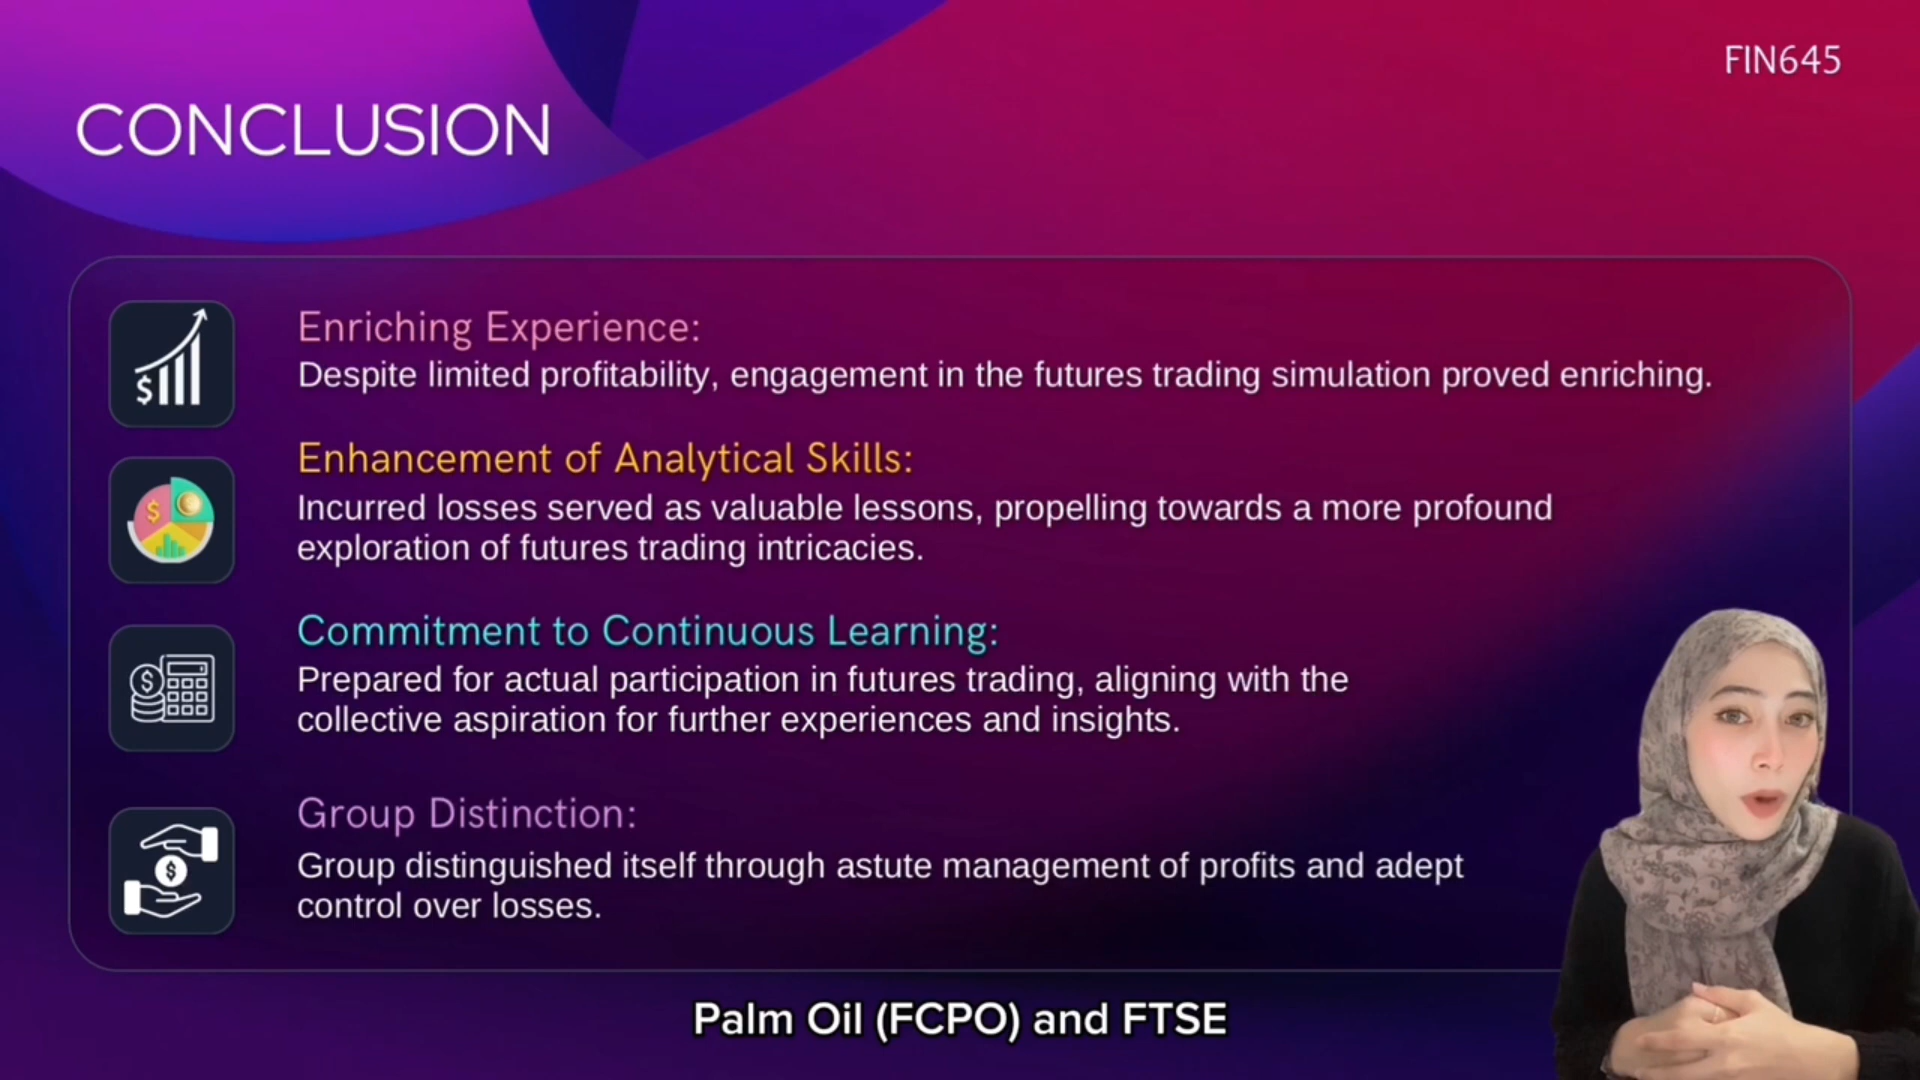 FIN645
CONCLUSION
Enriching Experience:
Despite limited profitability, engagement in the futures trading simulation proved enriching.
Enhancement of Analytical Skills:
Incurred losses served as valuable lessons, propelling towards a more profound
exploration of futures trading intricacies.
Commitment to Continuous Learning:
Prepared for actual participation in futures trading, aligning with the
collective aspiration for further experiences and insights.
Group Distinction:
Group distinguished itself through astute management of profits and adept
control over losses.
Palm Oil (FCPO) and FTSE